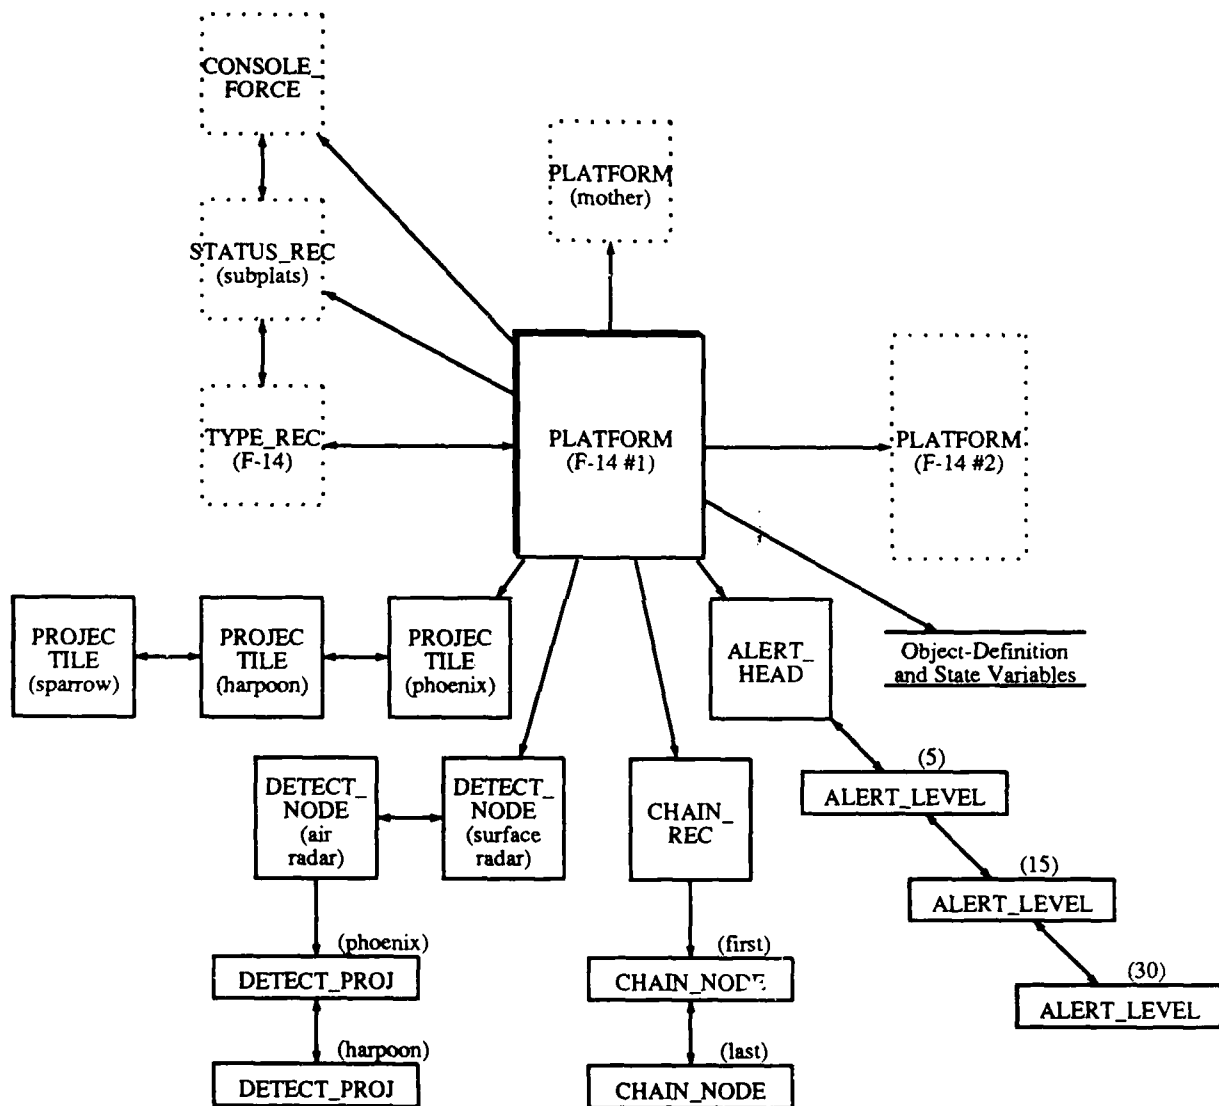 CONSOLE_
FORCE
PLATFORM
(mother)
STATUS_REC
(subplats)
TYPE_REC
(F-14)
PLATFORM
(F-14 #1)
PLATFORM
(F-14 #2)
PROJEC
TILE
(sparrow)
PROJEC
TILE
(harpoon)
PROJEC
TILE
(phoenix)
ALERT_
HEAD
Object-Definition
and State Variables
DETECT_
NODE
(air
radar)
DETECT_
NODE
(surface
radar)
CHAIN_
REC
(5)
ALERT_LEVEL
(15)
ALERT_LEVEL
(30)
ALERT_LEVEL
(phoenix)
DETECT_PROJ
(harpoon)
DETECT_PROJ
(first)
CHAIN_NODE
(last)
CHAIN_NODE